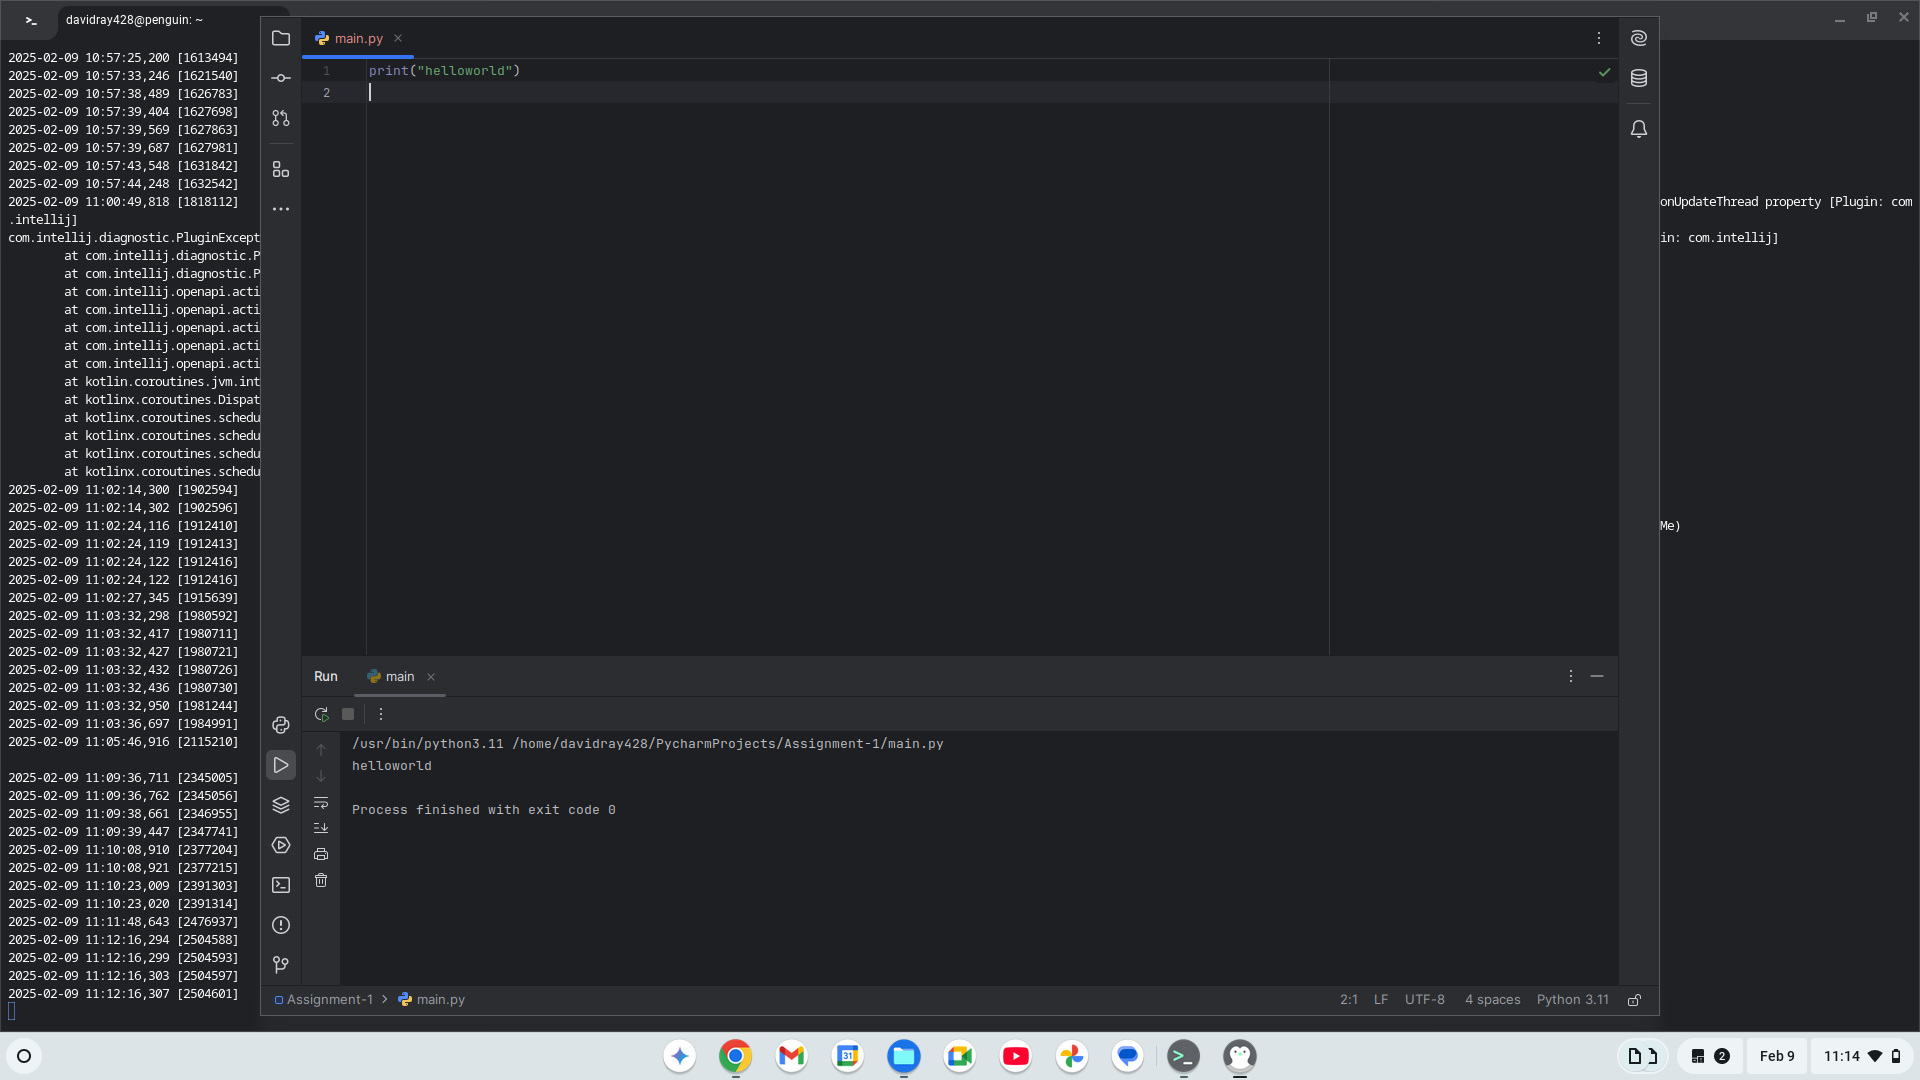 davidray428@penguin: ~
2025-02-09 10:57:25,200 [1613494]
2025-02-09 10:57:33,246 [1621540]
2025-02-09 10:57:38,489 [1626783]
2025-02-09 10:57:39,404 [1627698]
2025-02-09 10:57:39,569 [1627863]
2025-02-09 10:57:39,687 [1627981]
2025-02-09 10:57:43,548 [1631842]
2025-02-09 10:57:44,248 [1632542]
2025-02-09 11:00:49,818 [1818112]
onUpdateThread property [Plugin: com
.intellij]
com.intellij.diagnostic.PluginExcept
in: com.intellij]
at com.intellij.diagnostic.P
at com.intellij.diagnostic.P
at com.intellij.openapi.acti
at com.intellij.openapi.acti
at com.intellij.openapi.acti
at com.intellij.openapi.acti
at com.intellij.openapi.acti
at kotlin.coroutines.jvm.int
at kotlinx.coroutines.Dispat
at kotlinx.coroutines.schedu
at kotlinx.coroutines.schedu
at kotlinx.coroutines.schedu
at kotlinx.coroutines.schedu
2025-02-09 11:02:14,300 [1902594]
2025-02-09 11:02:14,302 [1902596]
2025-02-09 11:02:24,116 [1912410]
Me)
2025-02-09 11:02:24,119 [1912413]
2025-02-09 11:02:24,122 [1912416]
2025-02-09 11:02:24,122 [1912416]
2025-02-09 11:02:27,345 [1915639]
2025-02-09 11:03:32,298 [1980592]
2025-02-09 11:03:32,417 [1980711]
2025-02-09 11:03:32,427 [1980721]
2025-02-09 11:03:32,432 [1980726]
2025-02-09 11:03:32,436 [1980730]
2025-02-09 11:03:32,950 [1981244]
2025-02-09 11:03:36,697 [1984991]
2025-02-09 11:05:46,916 [2115210]
2025-02-09 11:09:36,711 [2345005]
2025-02-09 11:09:36,762 [2345056]
2025-02-09 11:09:38,661 [2346955]
2025-02-09 11:09:39,447 [2347741]
2025-02-09 11:10:08,910 [2377204]
2025-02-09 11:10:08,921 [2377215]
2025-02-09 11:10:23,009 [2391303]
2025-02-09 11:10:23,020 [2391314]
2025-02-09 11:11:48,643 [2476937]
2025-02-09 11:12:16,294 [2504588]
2025-02-09 11:12:16,299 [2504593]
2025-02-09 11:12:16,303 [2504597]
2025-02-09 11:12:16,307 [2504601]
main.py
1 print("helloworld")
2
Run main
/usr/bin/python3.11 /home/davidray428/PycharmProjects/Assignment-1/main.py
helloworld
Process finished with exit code 0
Assignment-1 > main.py
2:1 LF UTF-8 4 spaces Python 3.11
31
2 Feb 9 11:14